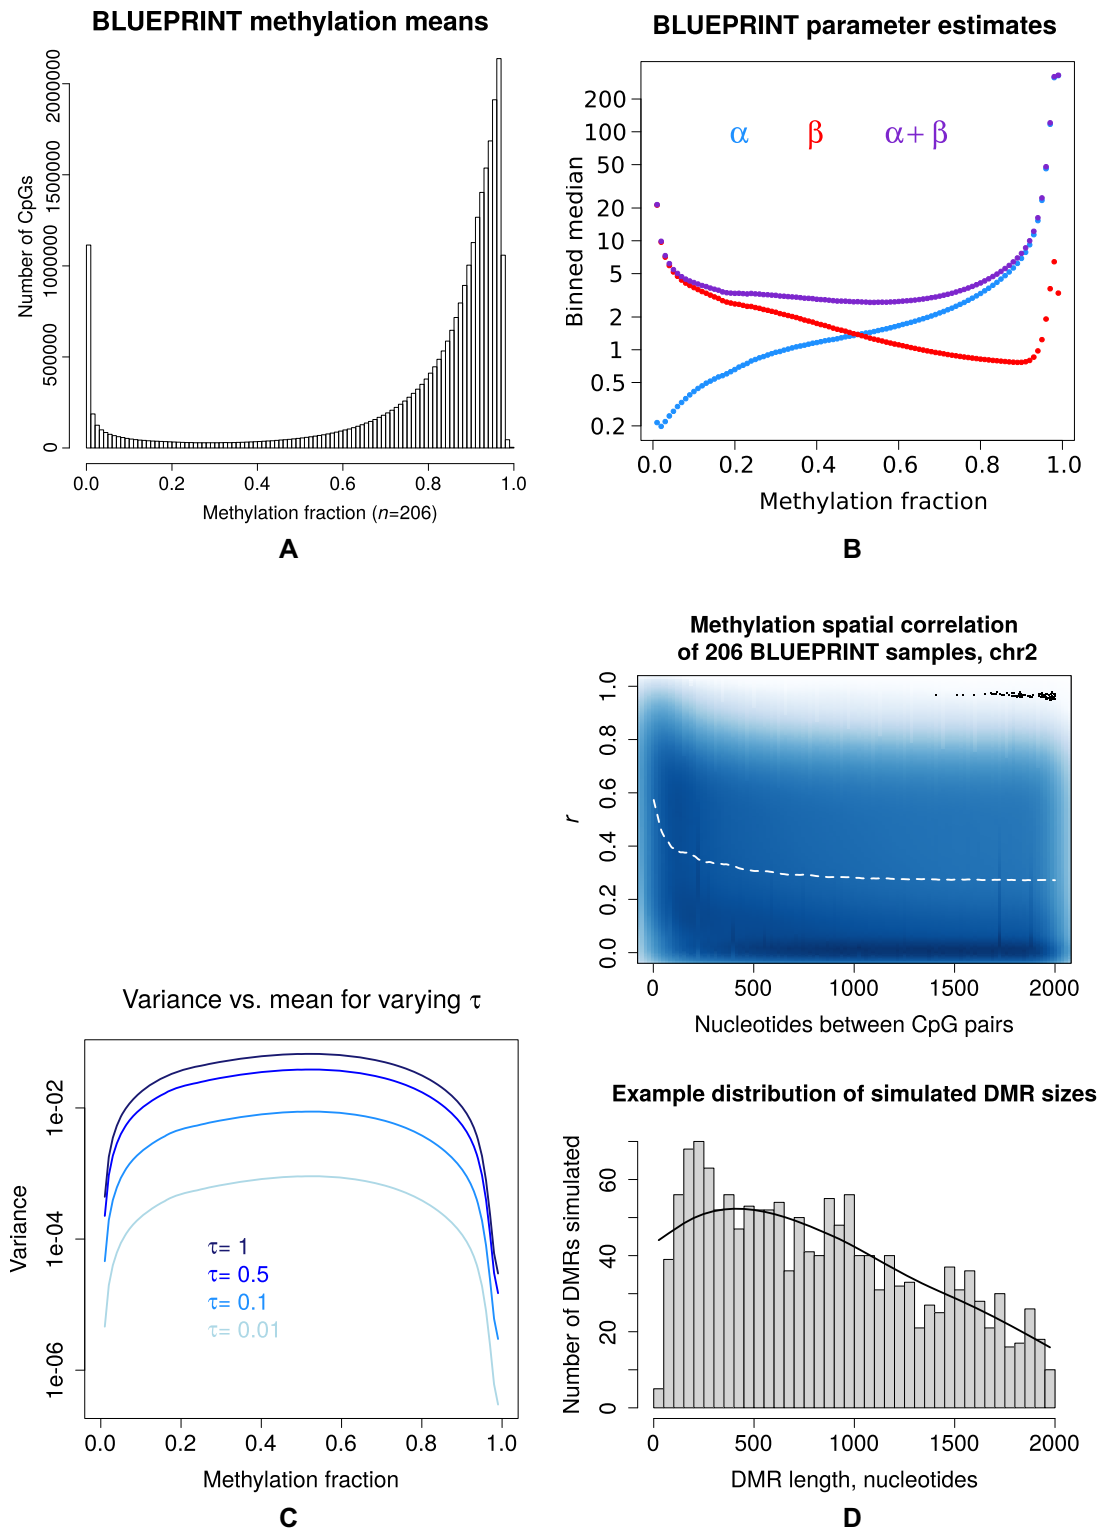 BLUEPRINT methylation means
Number of CpGs
0
500000
1000000
1500000
2000000
0.0 0.2 0.4 0.6 0.8 1.0
Methylation fraction (n=206)
A
BLUEPRINT parameter estimates
Binned median
200
100
50
20
10
5
2
1
0.5
0.2
α β α+ β
0.0 0.2 0.4 0.6 0.8 1.0
Methylation fraction
B
Methylation spatial correlation
of 206 BLUEPRINT samples, chr2
r
0.0
0.2
0.4
0.6
0.8
1.0
0 500 1000 1500 2000
Nucleotides between CpG pairs
Variance vs. mean for varying τ
Variance
1e-02
1e-04
1e-06
τ= 1
τ= 0.5
τ= 0.1
τ= 0.01
0.0 0.2 0.4 0.6 0.8 1.0
Methylation fraction
C
Example distribution of simulated DMR sizes
Number of DMRs simulated
0
20
40
60
0 500 1000 1500 2000
DMR length, nucleotides
D